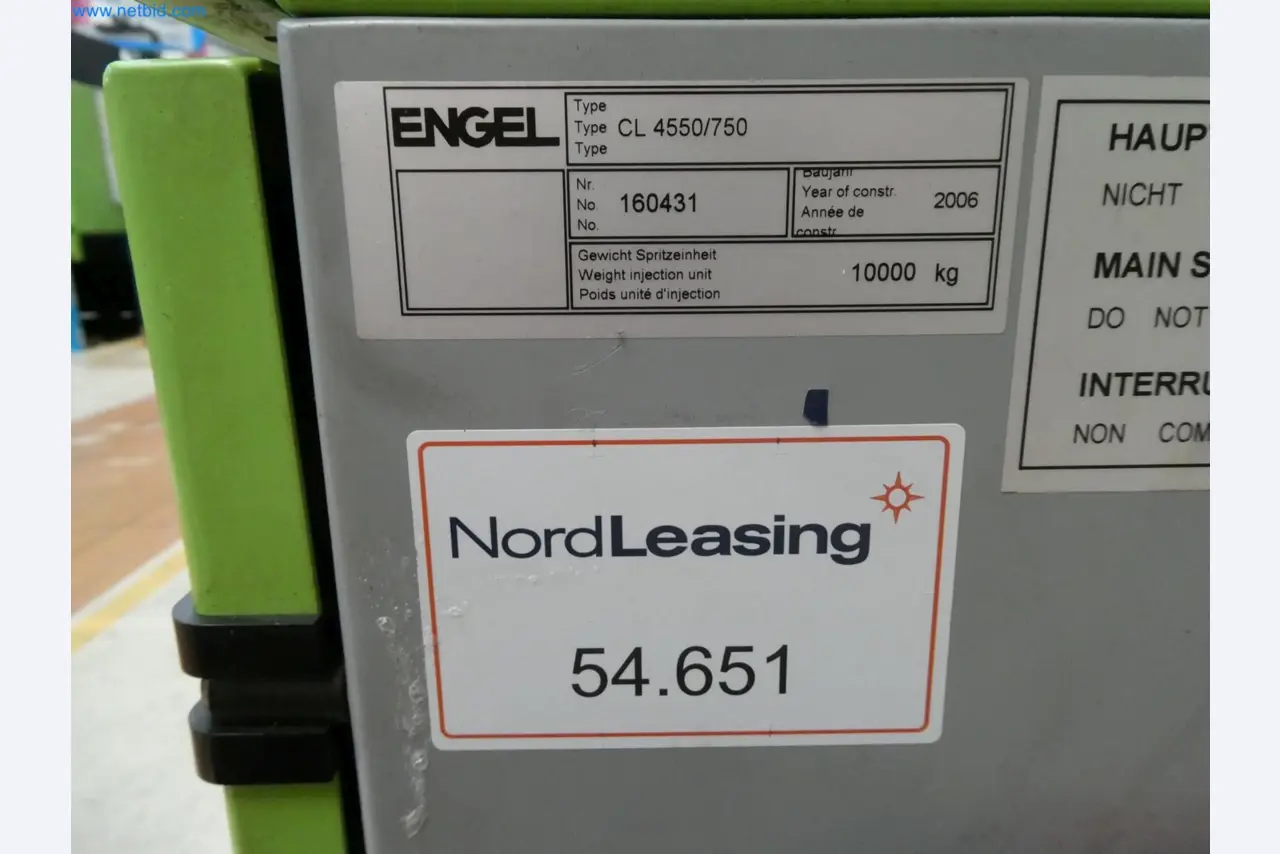 www.netbid.com
ENGEL
Type
Type CL 4550/750
Type
Nr.
No. 160431
No.
Baujahr
Year of constr. 2006
Année de
constr.
Gewicht Spritzeinheit
Weight injection unit 10000 kg
Poids unité d'injection
HAUP
NICHT
MAIN S
DO NOT
INTERRU
NON COM
NordLeasing
54.651